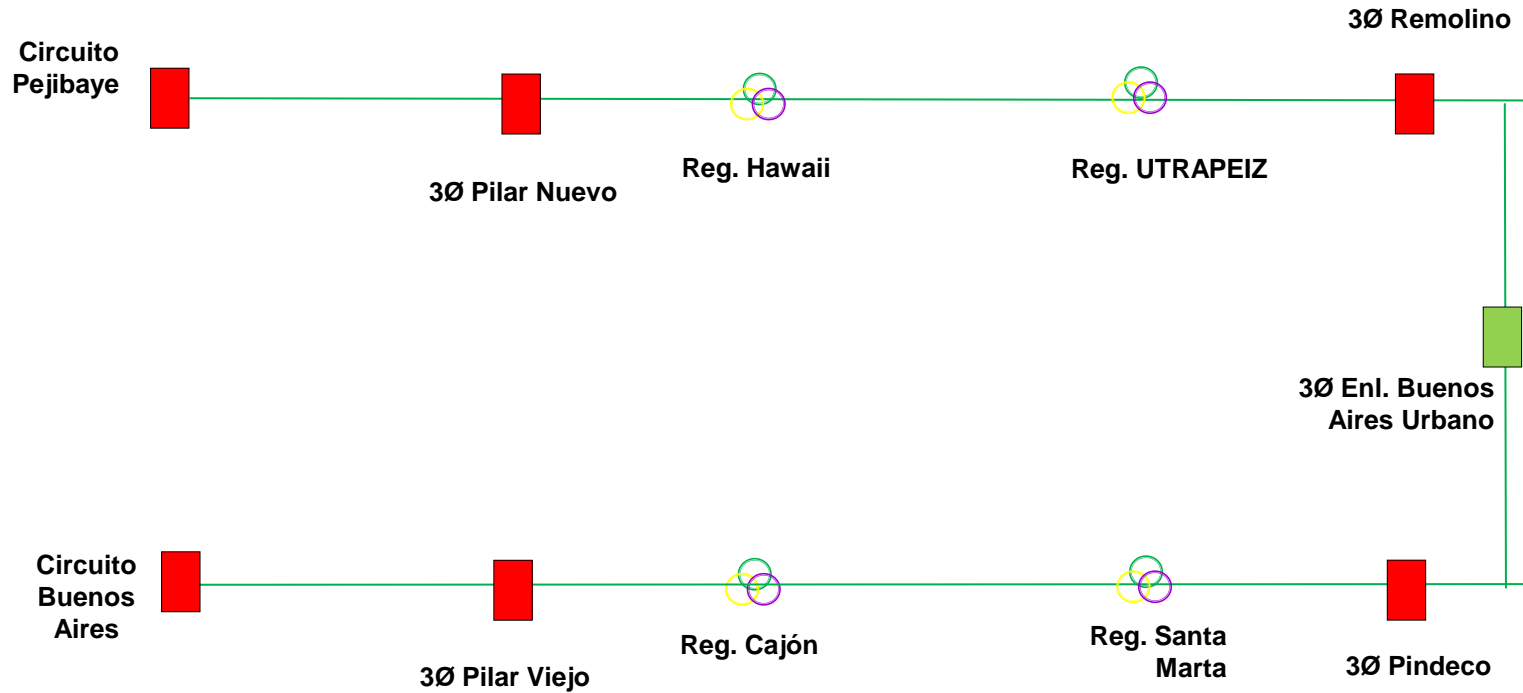 3Ø Remolino
Circuito
Pejibaye
Reg. Hawaii
Reg. UTRAPEIZ
3Ø Pilar Nuevo
3Ø Enl. Buenos
Aires Urbano
Circuito
Buenos
Aires
Reg. Cajón
Reg. Santa
Marta
3Ø Pilar Viejo
3Ø Pindeco